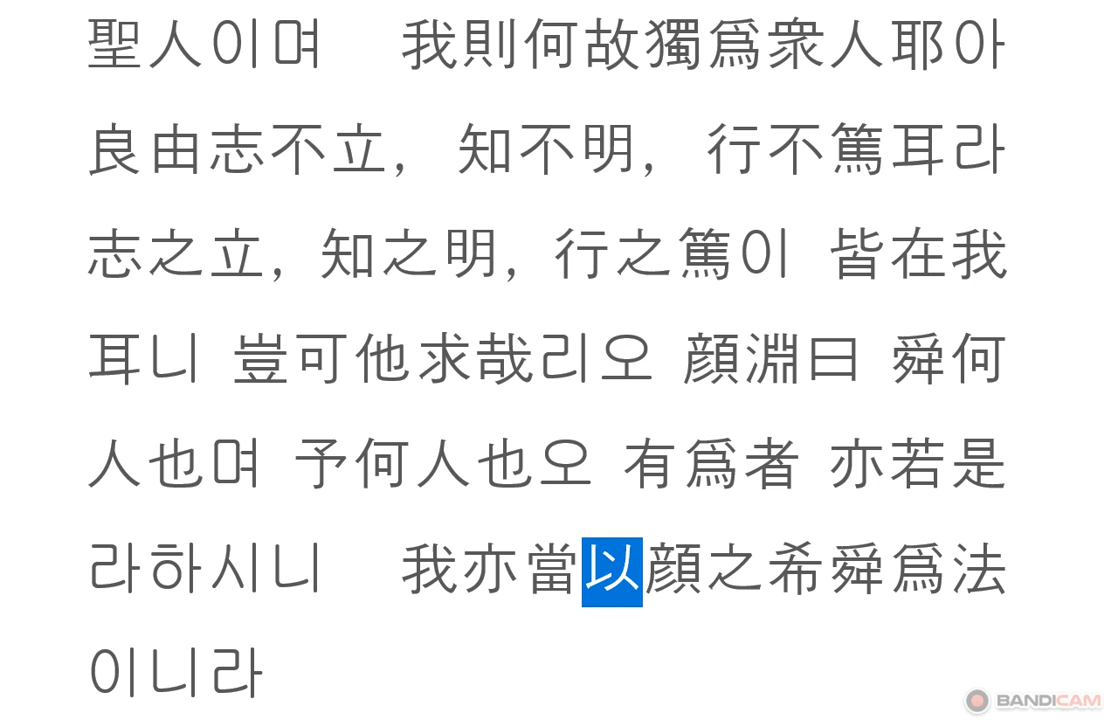 聖人이며 我則何故獨爲衆人耶아
良由志不立, 知不明, 行不篤耳라
志之立, 知之明, 行之篤이 皆在我
耳니 豈可他求哉리오 顔淵曰 舜何
人也며 予何人也오 有爲者 亦若是
라하시니 我亦當以顔之希舜爲法
이니라
BANDICAM